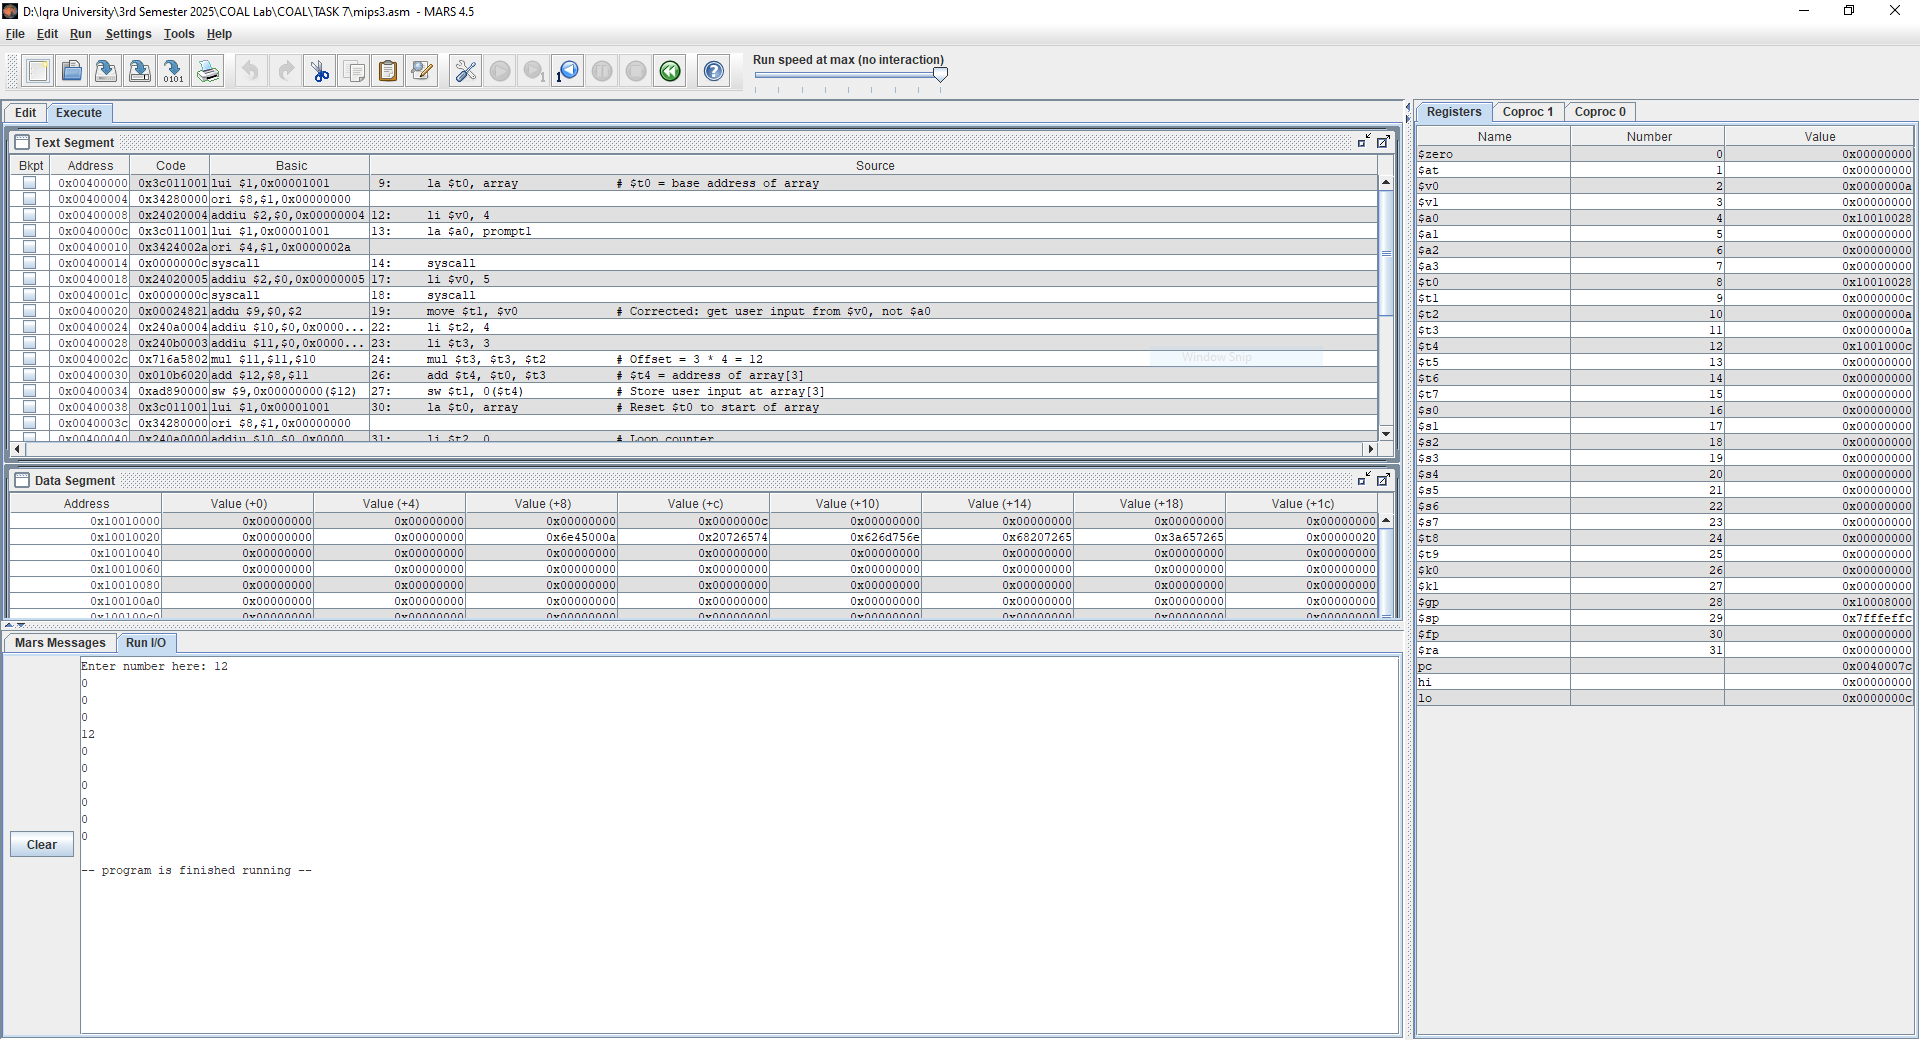 D:\Iqra University\3rd Semester 2025\COAL Lab\COAL\TASK 7\mips3.asm - MARS 4.5
File Edit Run Settings Tools Help
Run speed at max (no interaction)
Edit Execute
Text Segment
Bkpt Address Code Basic Source
0x00400000 0x3c011001 lui $1,0x00001001 9: la $t0, array # $t0 = base address of array
0x00400004 0x34280000 ori $8,$1,0x00000000
0x00400008 0x24020004 addiu $2,$0,0x00000004 12: li $v0, 4
0x0040000c 0x3c011001 lui $1,0x00001001 13: la $a0, prompt1
0x00400010 0x3424002a ori $4,$1,0x0000002a
0x00400014 0x0000000c syscall 14: syscall
0x00400018 0x24020005 addiu $2,$0,0x00000005 17: li $v0, 5
0x0040001c 0x0000000c syscall 18: syscall
0x00400020 0x00024821 addu $9,$0,$2 19: move $t1, $v0 # Corrected: get user input from $v0, not $a0
0x00400024 0x240a0004 addiu $10,$0,0x0000... 22: li $t2, 4
0x00400028 0x240b0003 addiu $11,$0,0x0000... 23: li $t3, 3
0x0040002c 0x716a5802 mul $11,$11,$10 24: mul $t3, $t3, $t2 # Offset = 3 * 4 = 12
0x00400030 0x010b6020 add $12,$8,$11 26: add $t4, $t0, $t3 # $t4 = address of array[3]
0x00400034 0xad890000 sw $9,0x00000000($12) 27: sw $t1, 0($t4) # Store user input at array[3]
0x00400038 0x3c011001 lui $1,0x00001001 30: la $t0, array # Reset $t0 to start of array
0x0040003c 0x34280000 ori $8,$1,0x00000000
0x00400040 0x240a0000 addiu $10,$0,0x0000... 31: li $t2, 0 # Loop counter
Window Snip
Data Segment
Address Value (+0) Value (+4) Value (+8) Value (+c) Value (+10) Value (+14) Value (+18) Value (+1c)
0x10010000 0x00000000 0x00000000 0x00000000 0x0000000c 0x00000000 0x00000000 0x00000000 0x00000000
0x10010020 0x00000000 0x00000000 0x6e45000a 0x20726574 0x626d756e 0x68207265 0x3a657265 0x00000020
0x10010040 0x00000000 0x00000000 0x00000000 0x00000000 0x00000000 0x00000000 0x00000000 0x00000000
0x10010060 0x00000000 0x00000000 0x00000000 0x00000000 0x00000000 0x00000000 0x00000000 0x00000000
0x10010080 0x00000000 0x00000000 0x00000000 0x00000000 0x00000000 0x00000000 0x00000000 0x00000000
0x100100a0 0x00000000 0x00000000 0x00000000 0x00000000 0x00000000 0x00000000 0x00000000 0x00000000
0x100100c0 0x00000000 0x00000000 0x00000000 0x00000000 0x00000000 0x00000000 0x00000000 0x00000000
Mars Messages Run I/O
Clear
Enter number here: 12
0
0
0
12
0
0
0
0
0
0
-- program is finished running --
Registers Coproc 1 Coproc 0
Name Number Value
$zero 0 0x00000000
$at 1 0x00000000
$v0 2 0x0000000a
$v1 3 0x00000000
$a0 4 0x10010028
$a1 5 0x00000000
$a2 6 0x00000000
$a3 7 0x00000000
$t0 8 0x10010028
$t1 9 0x0000000c
$t2 10 0x0000000a
$t3 11 0x0000000a
$t4 12 0x1001000c
$t5 13 0x00000000
$t6 14 0x00000000
$t7 15 0x00000000
$s0 16 0x00000000
$s1 17 0x00000000
$s2 18 0x00000000
$s3 19 0x00000000
$s4 20 0x00000000
$s5 21 0x00000000
$s6 22 0x00000000
$s7 23 0x00000000
$t8 24 0x00000000
$t9 25 0x00000000
$k0 26 0x00000000
$k1 27 0x00000000
$gp 28 0x10008000
$sp 29 0x7fffeffc
$fp 30 0x00000000
$ra 31 0x00000000
pc 0x0040007c
hi 0x00000000
lo 0x0000000c